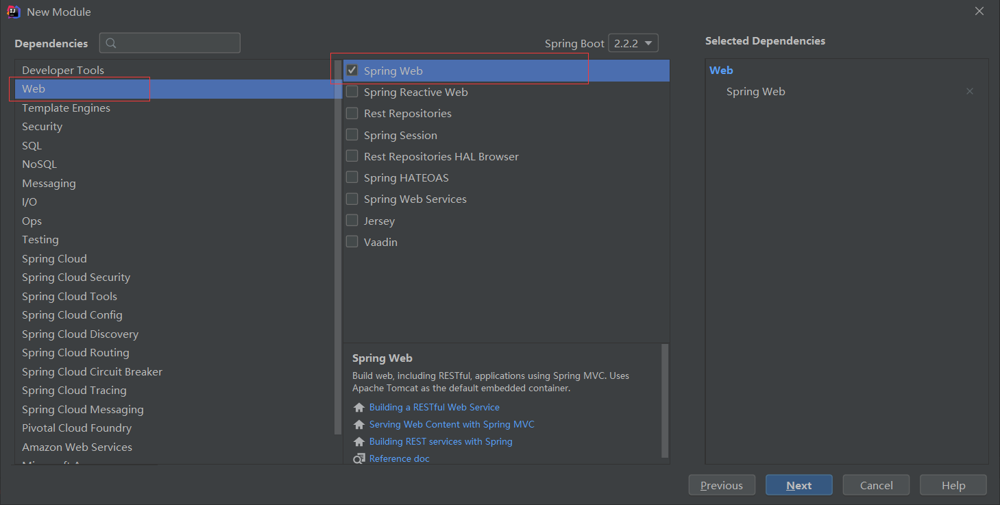 New Module
Dependencies
Spring Boot 2.2.2
Selected Dependencies
Developer Tools
Web
Template Engines
Security
SQL
NoSQL
Messaging
I/O
Ops
Testing
Spring Cloud
Spring Cloud Security
Spring Cloud Tools
Spring Cloud Config
Spring Cloud Discovery
Spring Cloud Routing
Spring Cloud Circuit Breaker
Spring Cloud Tracing
Spring Cloud Messaging
Pivotal Cloud Foundry
Amazon Web Services
Spring Web
Spring Reactive Web
Rest Repositories
Spring Session
Rest Repositories HAL Browser
Spring HATEOAS
Spring Web Services
Jersey
Vaadin
Spring Web
Build web, including RESTful, applications using Spring MVC. Uses
Apache Tomcat as the default embedded container.
Building a RESTful Web Service
Serving Web Content with Spring MVC
Building REST services with Spring
Reference doc
Web
Spring Web
Previous
Next
Cancel
Help